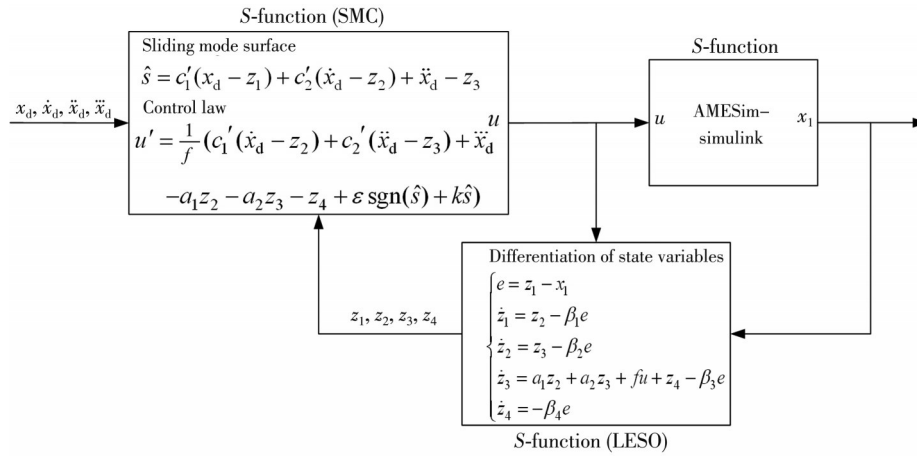 S-function (SMC)
Sliding mode surface
ŝ = c₁′(x_d − z₁) + c₂′(ẋ_d − z₂) + ẍ_d − z₃
Control law
u′ = 1/f (c₁′(ẋ_d − z₂) + c₂′(ẍ_d − z₃) + x⃛_d
−a₁z₂ − a₂z₃ − z₄ + ε sgn(ŝ) + kŝ)
x_d, ẋ_d, ẍ_d, x⃛_d
u
S-function
u
AMESim-
simulink
x₁
Differentiation of state variables
e = z₁ − x₁
ż₁ = z₂ − β₁e
ż₂ = z₃ − β₂e
ż₃ = a₁z₂ + a₂z₃ + fu + z₄ − β₃e
ż₄ = −β₄e
z₁, z₂, z₃, z₄
S-function (LESO)